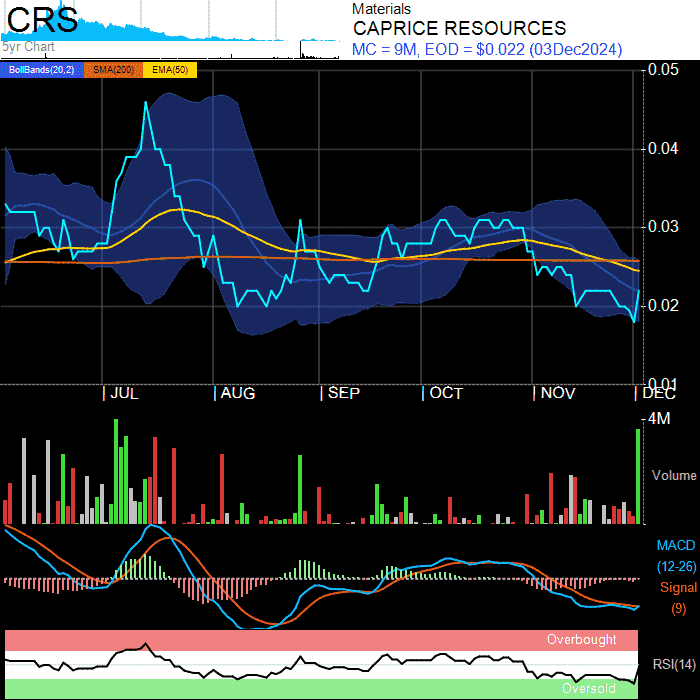 CRS
5yr Chart
Materials
CAPRICE RESOURCES
MC = 9M, EOD = $0.022 (03Dec2024)
BollBands(20,2) SMA(200) EMA(50)
0.05
0.04
0.03
0.02
0.01
JUL AUG SEP OCT NOV DEC
4M
Volume
MACD
(12-26)
Signal
(9)
Overbought
RSI(14)
Oversold